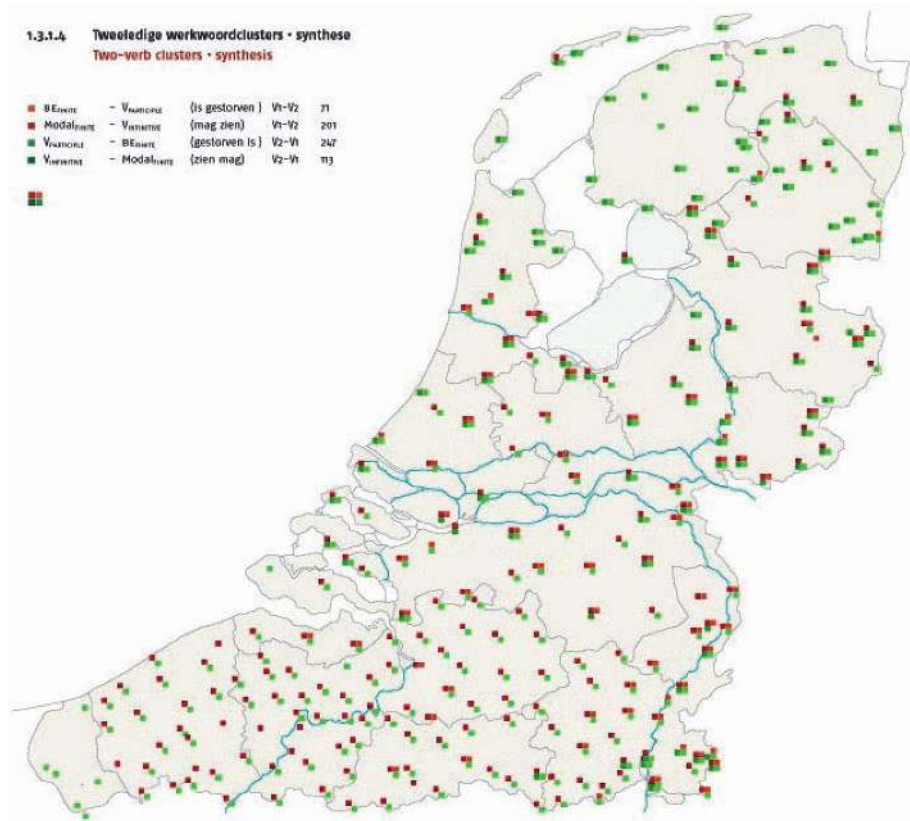 1.3.1.4 Tweeledige werkwoordclusters · synthese
Two-verb clusters · synthesis
BE FINITE – V PARTICIPLE (is gestorven) V1–V2 71
Modal FINITE – V INFINITIVE (mag zien) V1–V2 201
V PARTICIPLE – BE FINITE (gestorven is) V2–V1 247
V INFINITIVE – Modal FINITE (zien mag) V2–V1 113